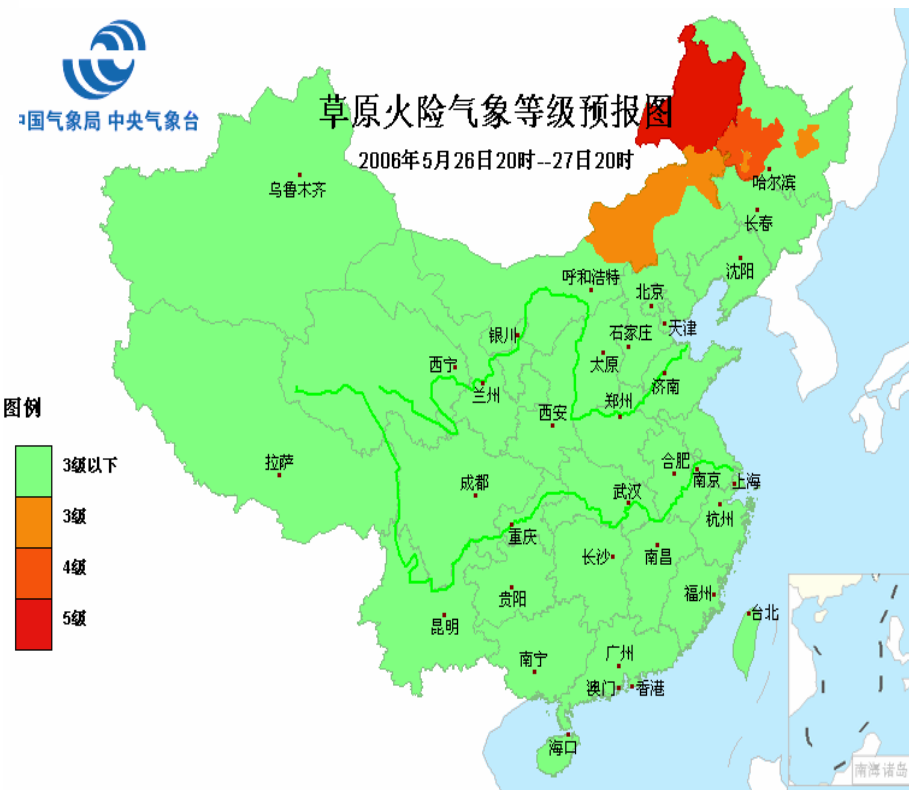 中国气象局 中央气象台
草原火险气象等级预报图
2006年5月26日20时--27日20时
乌鲁木齐
哈尔滨
长春
沈阳
呼和浩特
北京
天津
银川
石家庄
太原
西宁
兰州
济南
郑州
西安
图例
3级以下
3级
4级
5级
拉萨
成都
合肥
南京
上海
武汉
杭州
重庆
长沙
南昌
贵阳
福州
台北
昆明
南宁
广州
澳门
香港
海口
南海诸岛